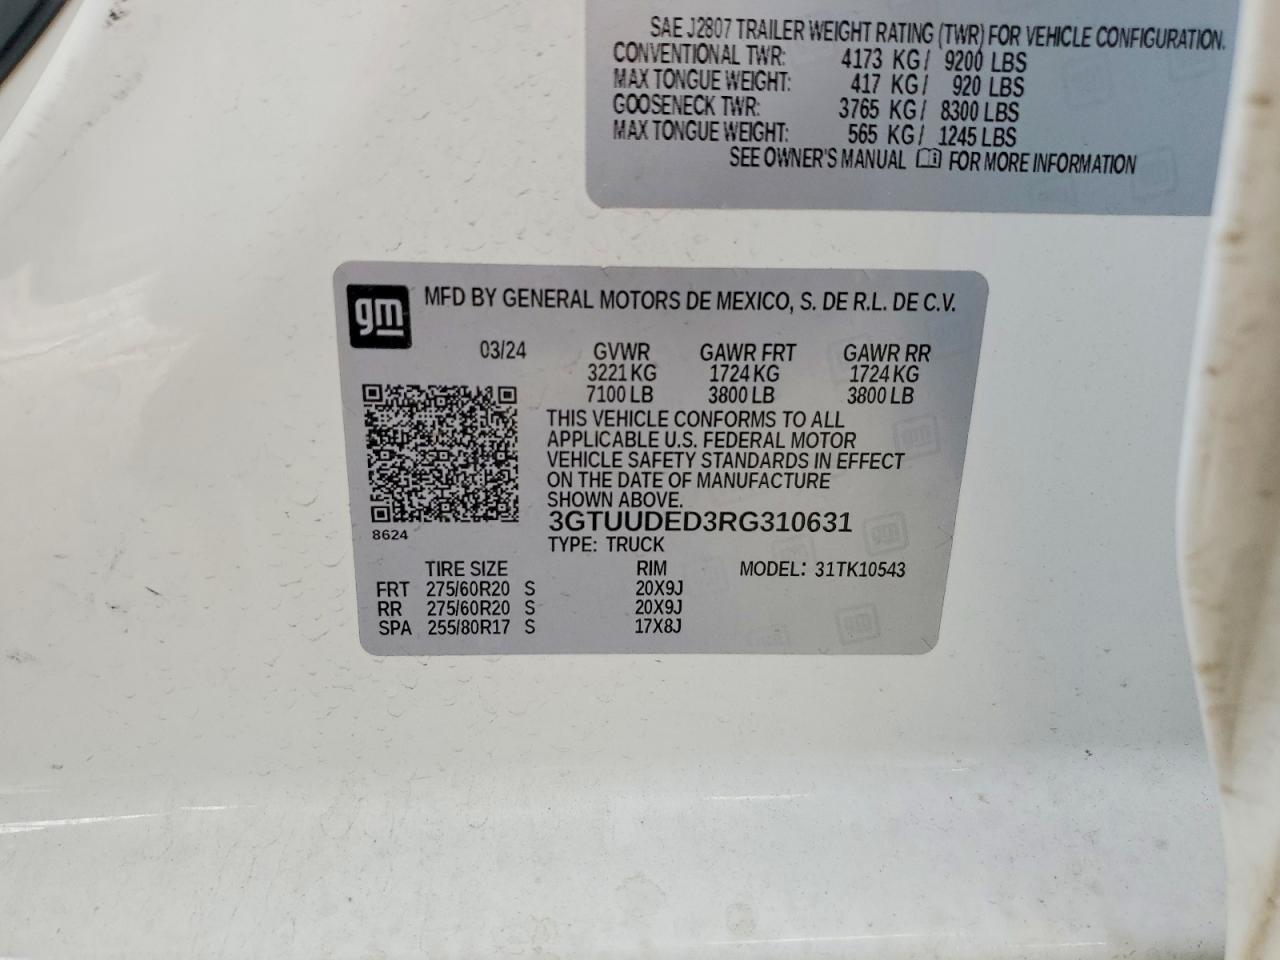 SAE J2807 TRAILER WEIGHT RATING (TWR) FOR VEHICLE CONFIGURATION.
CONVENTIONAL TWR: 4173 KG/ 9200 LBS
MAX TONGUE WEIGHT: 417 KG/ 920 LBS
GOOSENECK TWR: 3765 KG/ 8300 LBS
MAX TONGUE WEIGHT: 565 KG/ 1245 LBS
SEE OWNER'S MANUAL FOR MORE INFORMATION
gm MFD BY GENERAL MOTORS DE MEXICO, S. DE R.L. DE C.V.
03/24 GVWR GAWR FRT GAWR RR
3221 KG 1724 KG 1724 KG
7100 LB 3800 LB 3800 LB
THIS VEHICLE CONFORMS TO ALL
APPLICABLE U.S. FEDERAL MOTOR
VEHICLE SAFETY STANDARDS IN EFFECT
ON THE DATE OF MANUFACTURE
SHOWN ABOVE.
3GTUUDED3RG310631
8624
TYPE: TRUCK
TIRE SIZE RIM MODEL: 31TK10543
FRT 275/60R20 S 20X9J
RR 275/60R20 S 20X9J
SPA 255/80R17 S 17X8J